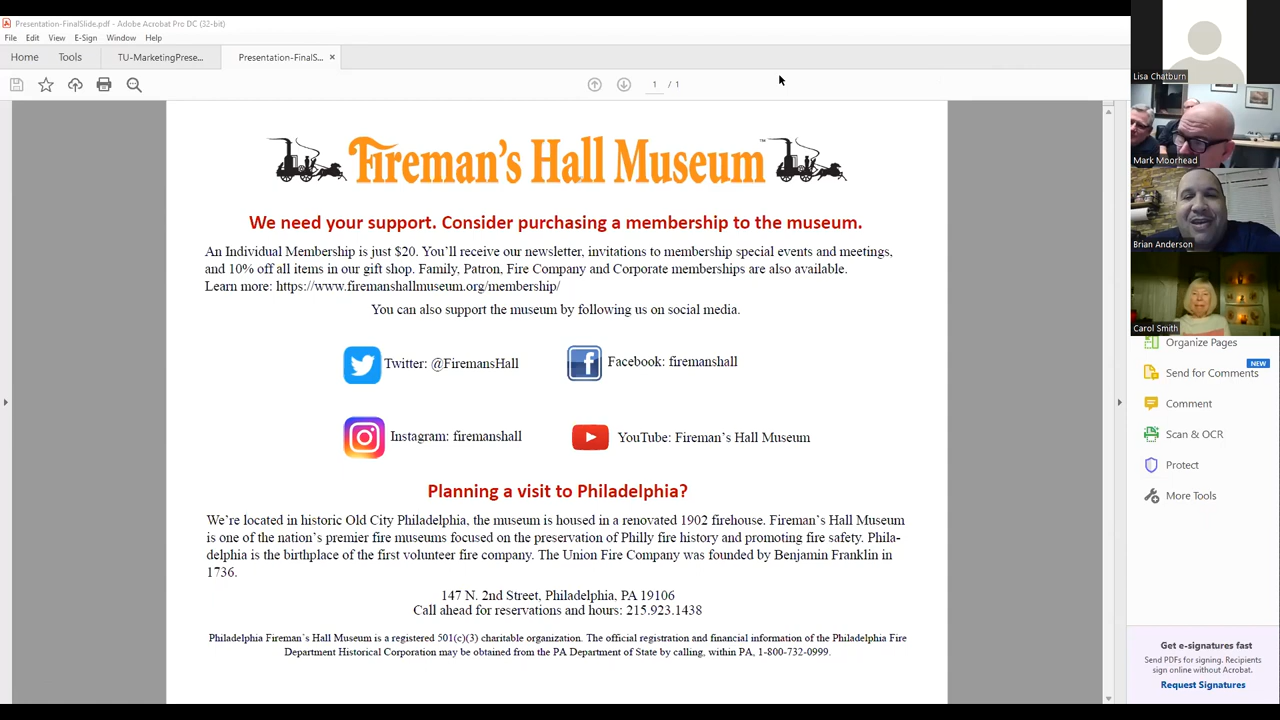 Presentation-FinalSlide.pdf - Adobe Acrobat Pro DC (32-bit)
File Edit View E-Sign Window Help
Home Tools TU-MarketingPrese... Presentation-FinalS... ×
1 / 1
Fireman's Hall Museum™
We need your support. Consider purchasing a membership to the museum.
An Individual Membership is just $20. You'll receive our newsletter, invitations to membership special events and meetings,
and 10% off all items in our gift shop. Family, Patron, Fire Company and Corporate memberships are also available.
Learn more: https://www.firemanshallmuseum.org/membership/
You can also support the museum by following us on social media.
Twitter: @FiremansHall
Facebook: firemanshall
Instagram: firemanshall
YouTube: Fireman's Hall Museum
Planning a visit to Philadelphia?
We're located in historic Old City Philadelphia, the museum is housed in a renovated 1902 firehouse. Fireman's Hall Museum
is one of the nation's premier fire museums focused on the preservation of Philly fire history and promoting fire safety. Phila-
delphia is the birthplace of the first volunteer fire company. The Union Fire Company was founded by Benjamin Franklin in
1736.
147 N. 2nd Street, Philadelphia, PA 19106
Call ahead for reservations and hours: 215.923.1438
Philadelphia Fireman's Hall Museum is a registered 501(c)(3) charitable organization. The official registration and financial information of the Philadelphia Fire
Department Historical Corporation may be obtained from the PA Department of State by calling, within PA, 1-800-732-0999.
Lisa Chatburn
Mark Moorhead
Brian Anderson
Carol Smith
Organize Pages
NEW
Send for Comments
Comment
Scan & OCR
Protect
More Tools
Get e-signatures fast
Send PDFs for signing. Recipients
sign online without Acrobat.
Request Signatures